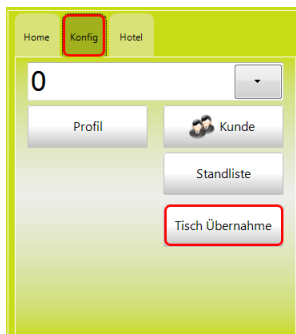 Home Konfig Hotel
0
Profil Kunde
Standliste
Tisch Übernahme